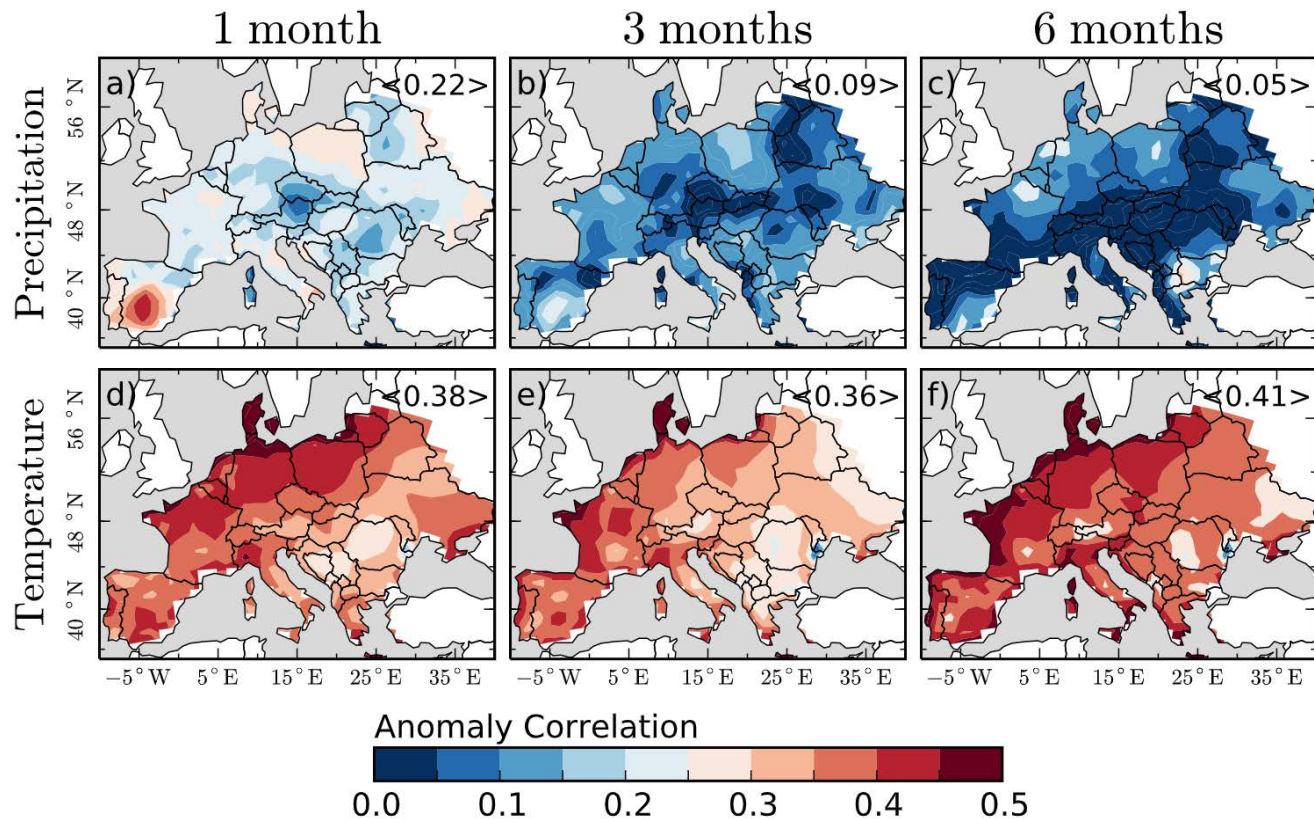 1 month 3 months 6 months
Precipitation
a) <0.22> b) <0.09> c) <0.05>
56°N
48°N
40°N
Temperature
d) <0.38> e) <0.36> f) <0.41>
56°N
48°N
40°N
−5°W 5°E 15°E 25°E 35°E −5°W 5°E 15°E 25°E 35°E −5°W 5°E 15°E 25°E 35°E
Anomaly Correlation
0.0 0.1 0.2 0.3 0.4 0.5